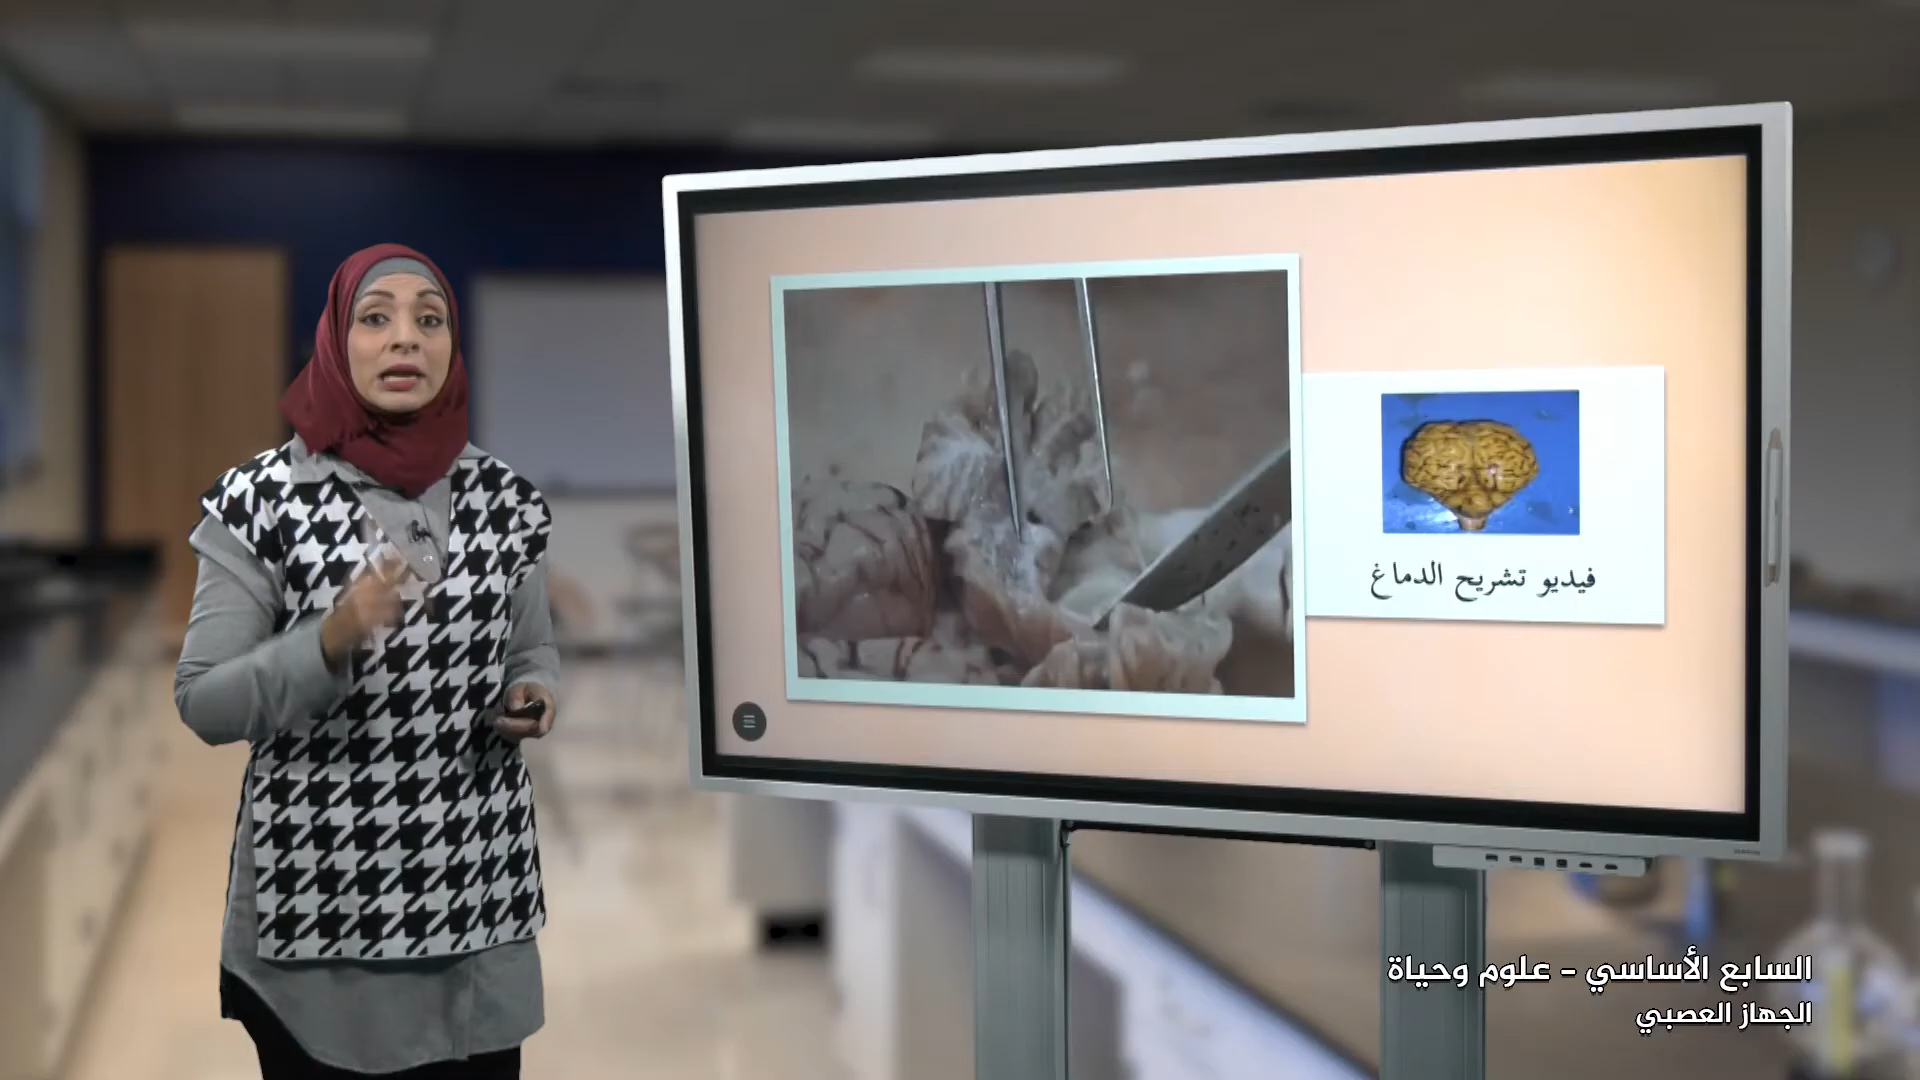 فيديو تشريح الدماغ
السابع الأساسي - علوم وحياة
الجهاز العصبي